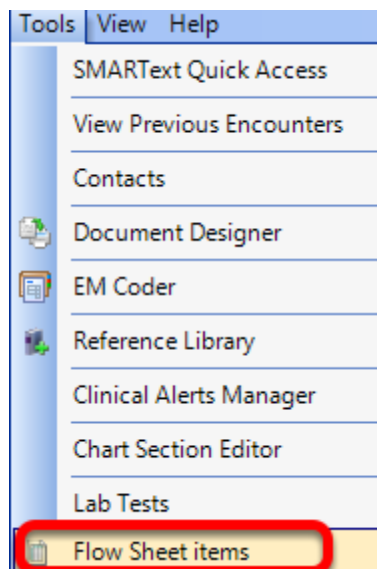 Tools View Help
SMARText Quick Access
View Previous Encounters
Contacts
Document Designer
EM Coder
Reference Library
Clinical Alerts Manager
Chart Section Editor
Lab Tests
Flow Sheet items